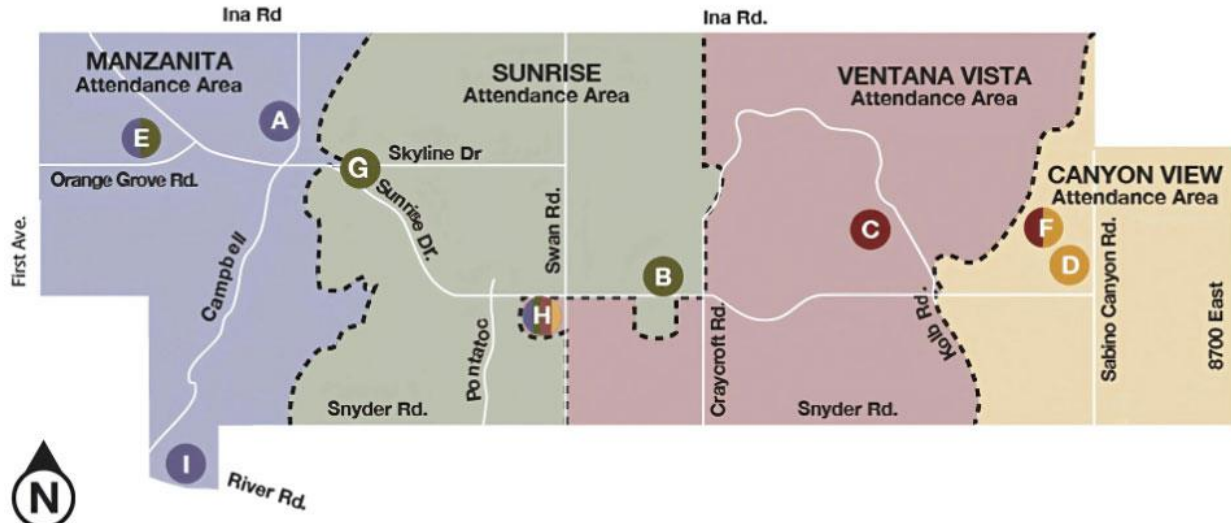 Ina Rd
Ina Rd.
MANZANITA
Attendance Area
SUNRISE
Attendance Area
VENTANA VISTA
Attendance Area
A
E
G
Skyline Dr
Orange Grove Rd.
Sunrise Dr.
CANYON VIEW
Attendance Area
First Ave.
Campbell
Swan Rd.
C
F
D
B
H
Pontatoc
Craycroft Rd.
Kolb Rd.
Sabino Canyon Rd.
8700 East
Snyder Rd.
Snyder Rd.
I
River Rd.
N